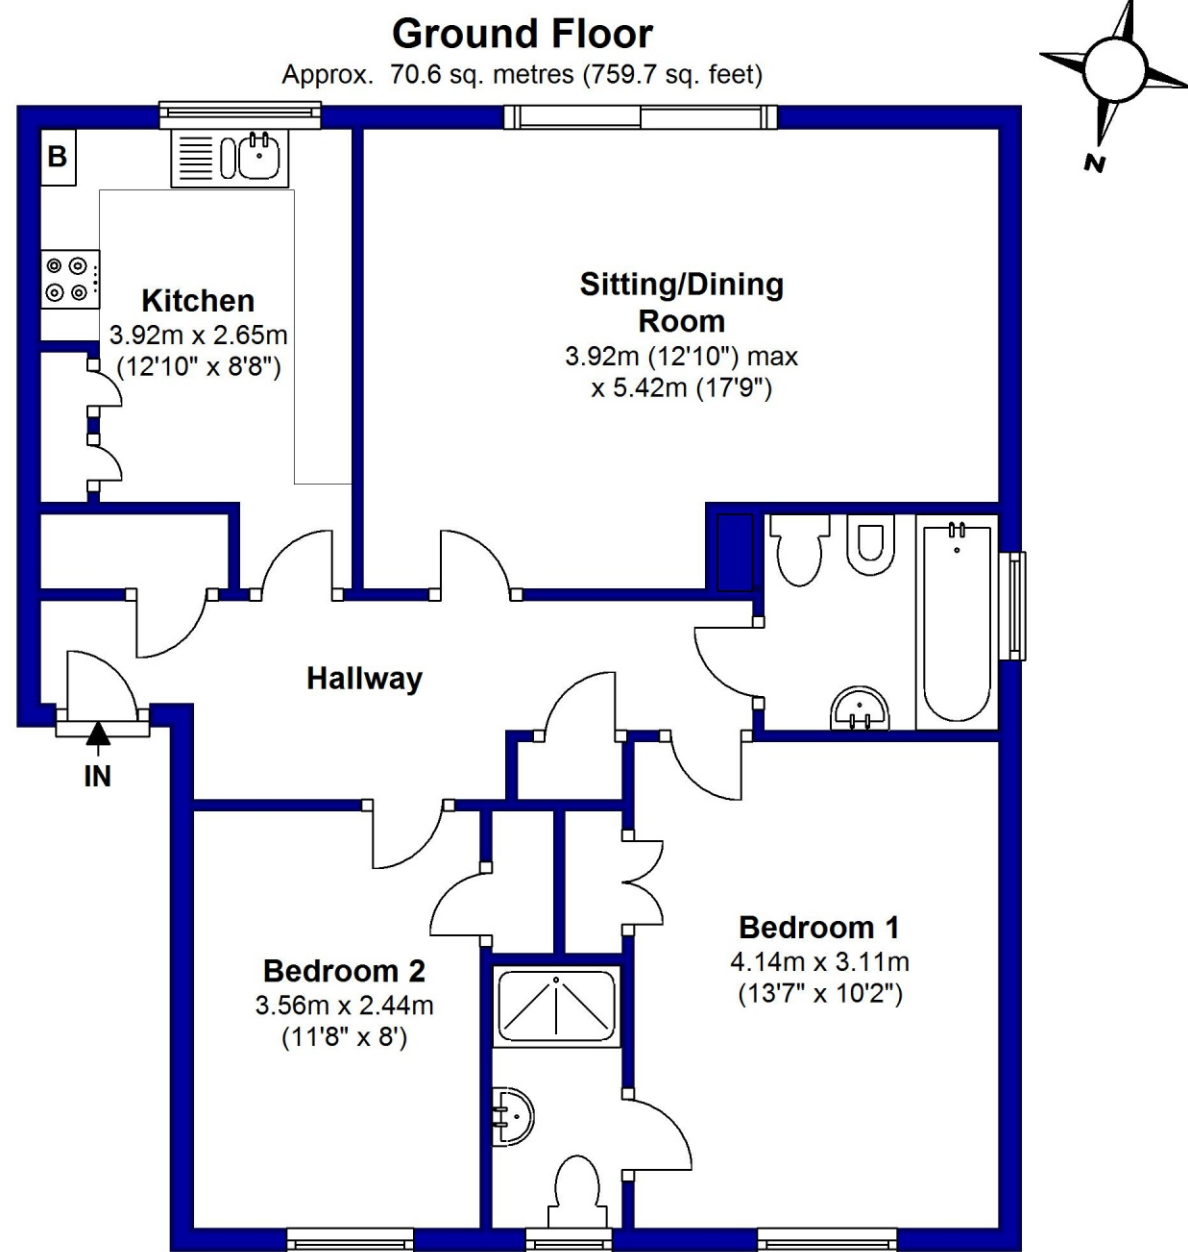 Ground Floor
Approx. 70.6 sq. metres (759.7 sq. feet)
N
B
Kitchen
3.92m x 2.65m
(12'10" x 8'8")
Sitting/Dining
Room
3.92m (12'10") max
x 5.42m (17'9")
Hallway
IN
Bedroom 2
3.56m x 2.44m
(11'8" x 8')
Bedroom 1
4.14m x 3.11m
(13'7" x 10'2")